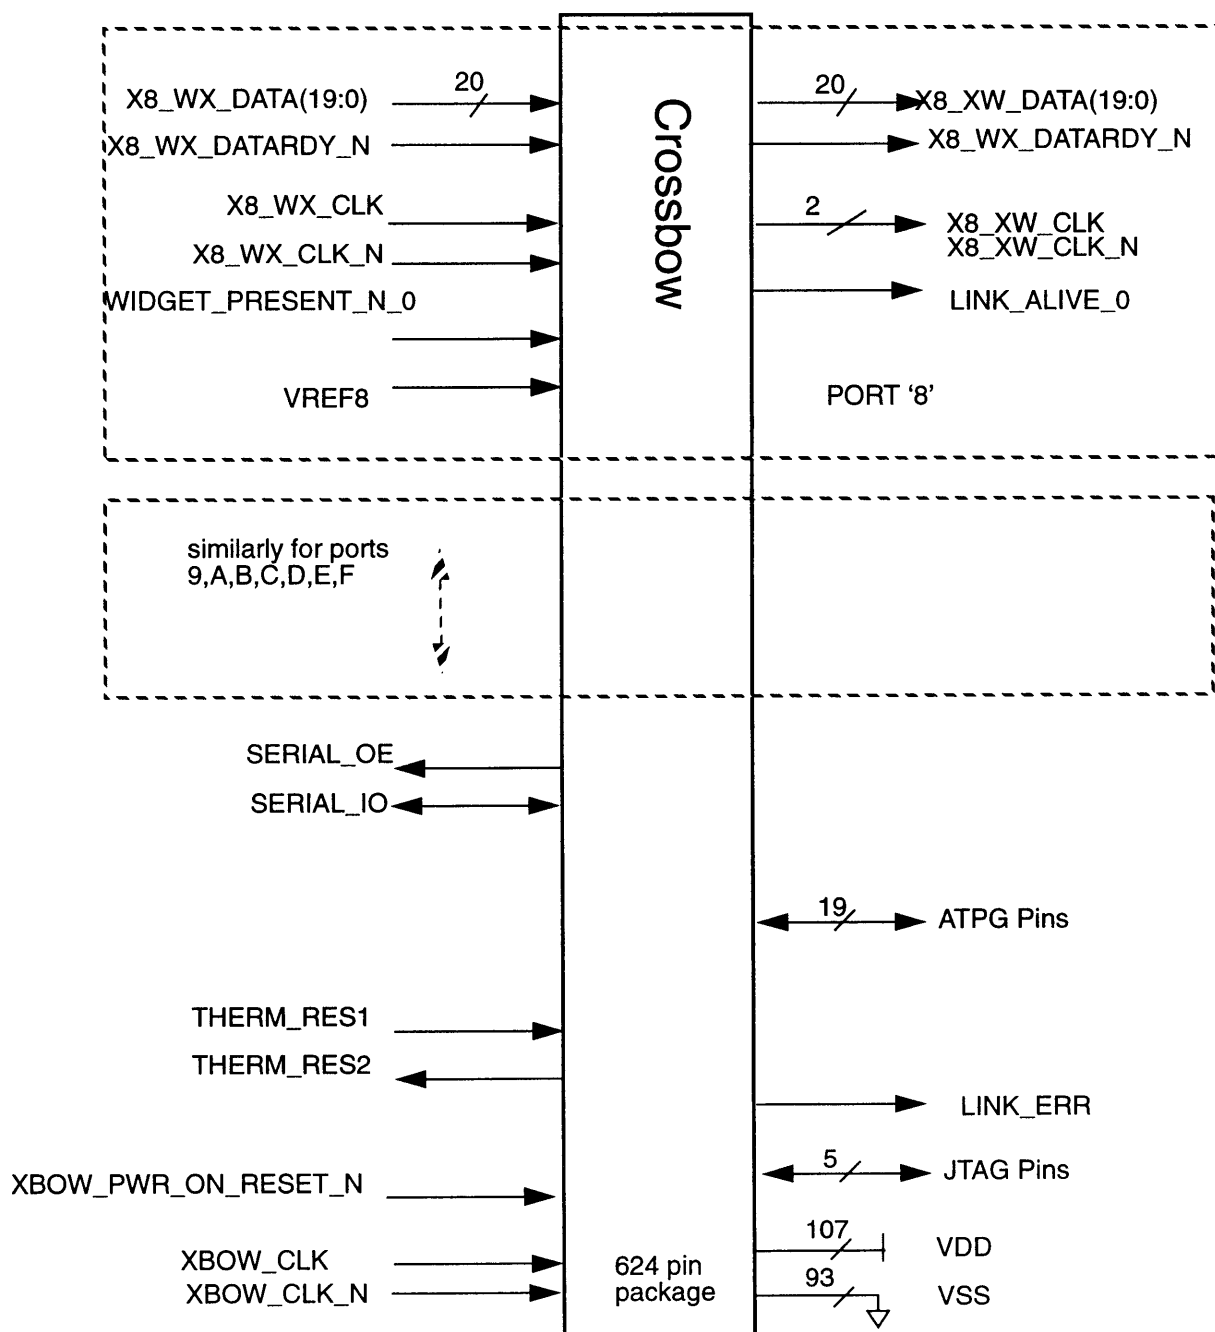 20
X8_WX_DATA(19:0)
20
X8_XW_DATA(19:0)
X8_WX_DATARDY_N
X8_WX_DATARDY_N
Crossbow
X8_WX_CLK
2
X8_XW_CLK
X8_WX_CLK_N
X8_XW_CLK_N
WIDGET_PRESENT_N_0
LINK_ALIVE_0
VREF8
PORT ‘8’
similarly for ports
9,A,B,C,D,E,F
SERIAL_OE
SERIAL_IO
19
ATPG Pins
THERM_RES1
THERM_RES2
LINK_ERR
5
JTAG Pins
XBOW_PWR_ON_RESET_N
107
VDD
XBOW_CLK
624 pin
package
93
VSS
XBOW_CLK_N